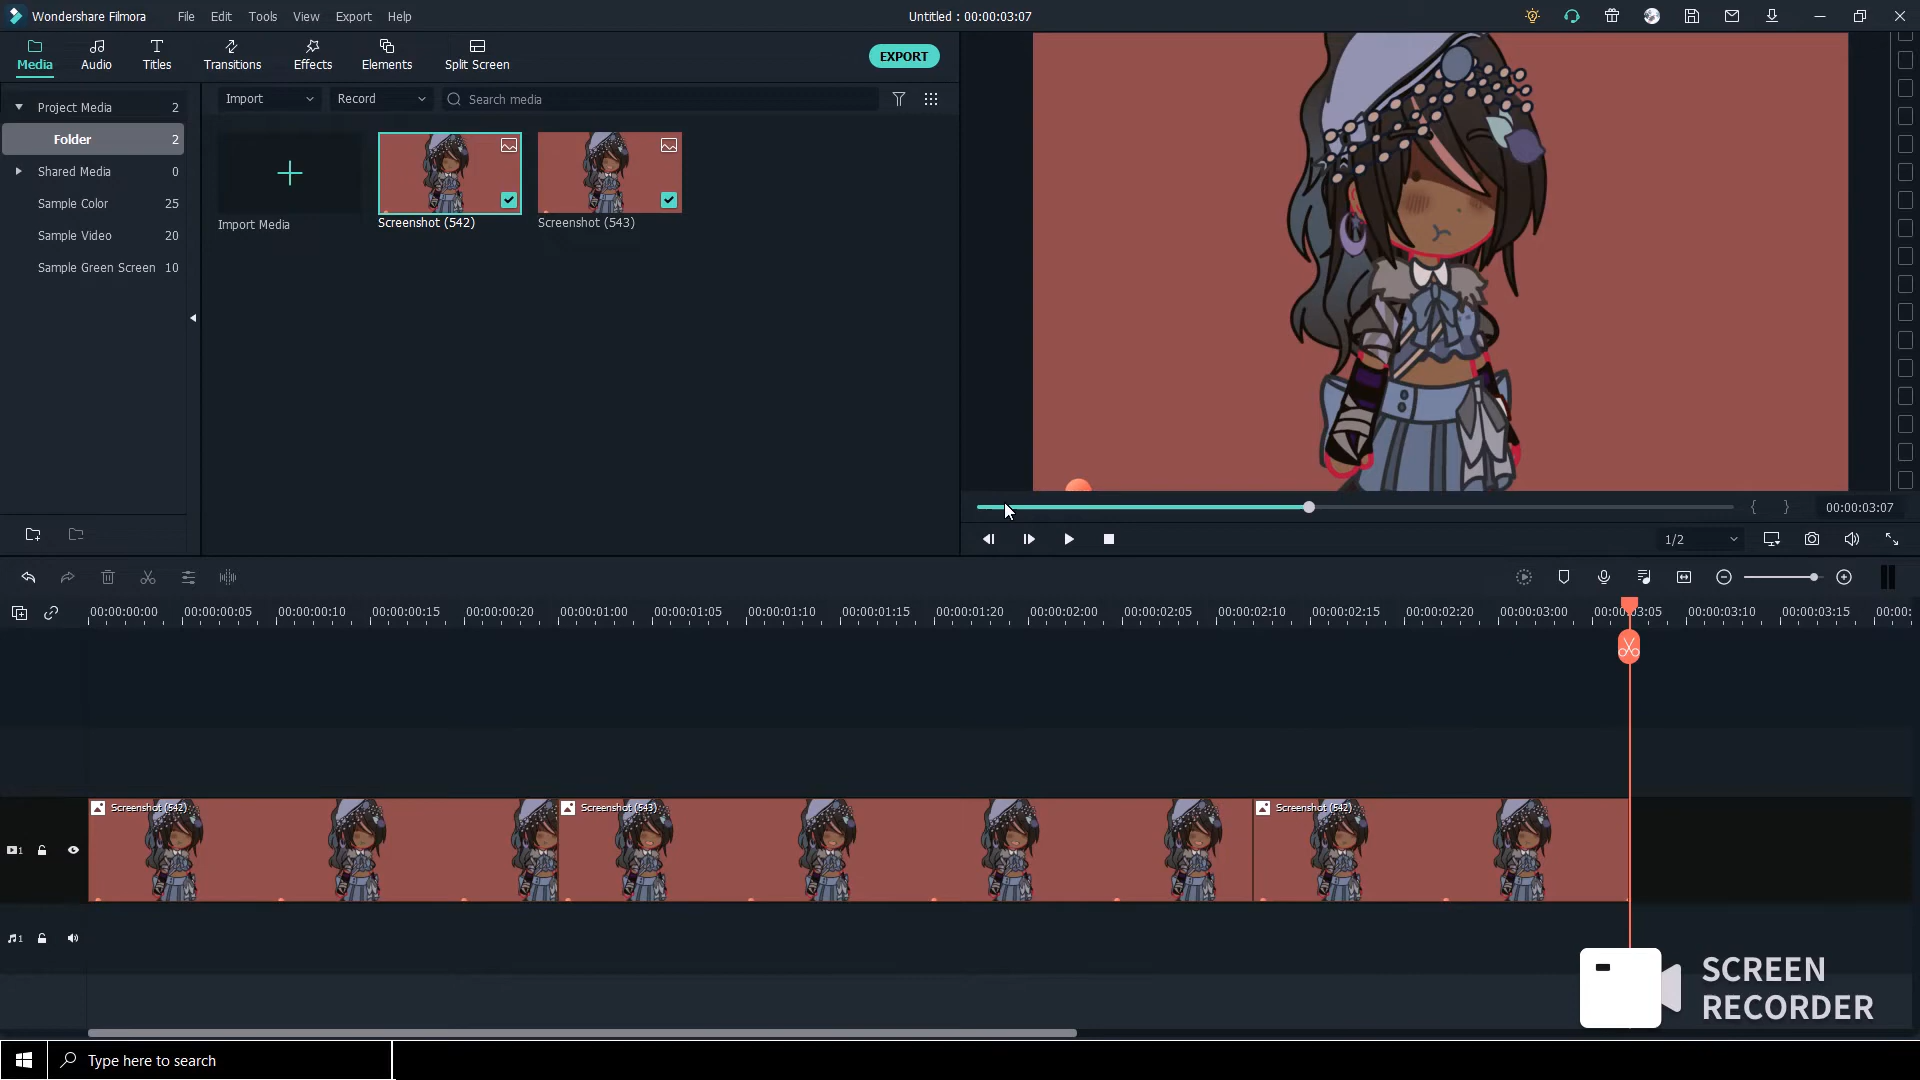 Wondershare Filmora File Edit Tools View Export Help Untitled : 00:00:03:07
Media Audio Titles Transitions Effects Elements Split Screen EXPORT
Project Media 2
Folder 2
Shared Media 0
Sample Color 25
Sample Video 20
Sample Green Screen 10
Import Record Search media
Import Media Screenshot (542) Screenshot (543)
{ } 00:00:03:07
1/2
00:00:00:00 00:00:00:05 00:00:00:10 00:00:00:15 00:00:00:20 00:00:01:00 00:00:01:05 00:00:01:10 00:00:01:15 00:00:01:20 00:00:02:00 00:00:02:05 00:00:02:10 00:00:02:15 00:00:02:20 00:00:03:00 00:00:03:05 00:00:03:10 00:00:03:15 00:00:
Screenshot (542) Screenshot (543) Screenshot (542)
1
1
SCREEN
RECORDER
Type here to search